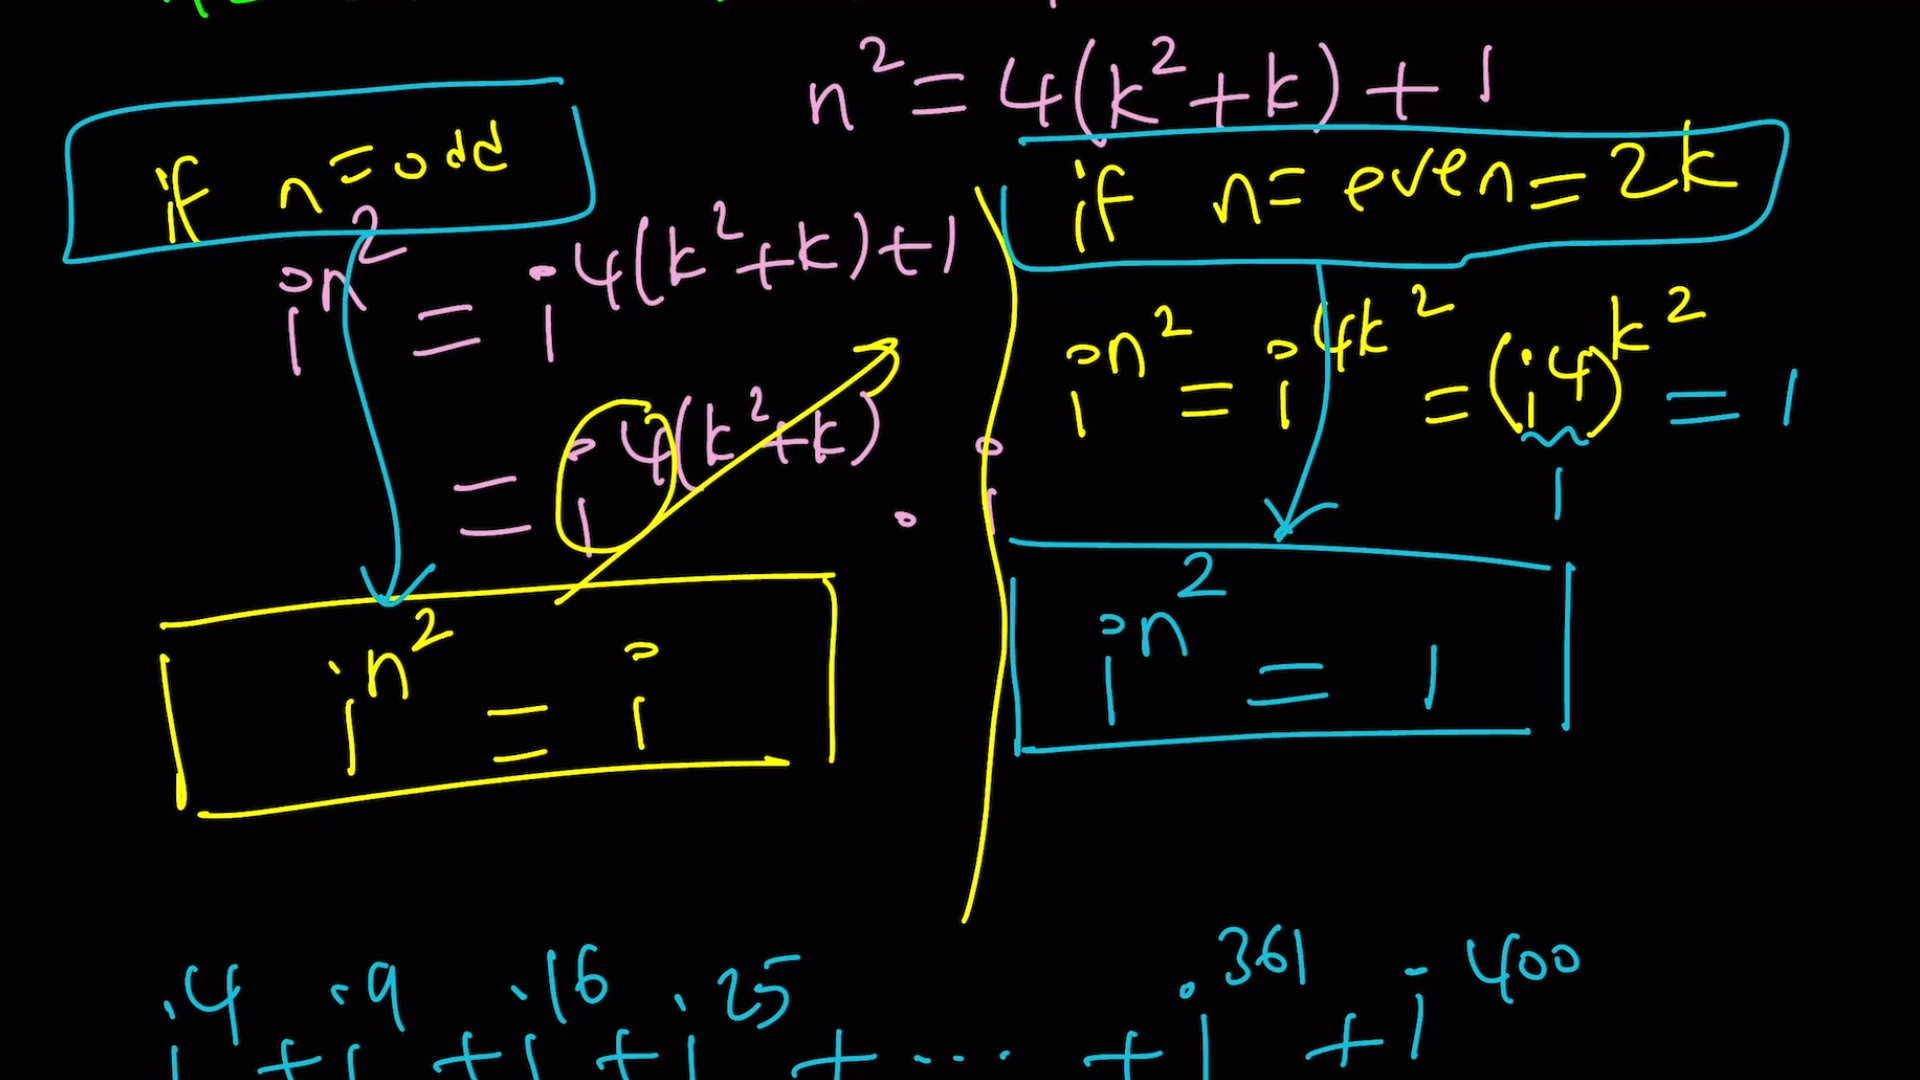 n² = 4(k² + k) + 1
if n = odd
i^{n²} = i^{4(k² + k) + 1}
= i^{4(k² + k)} · i
i^{n²} = i
if n = even = 2k
i^{n²} = i^{4k²} = (i⁴)^{k²} = 1
1
i^{n²} = 1
i⁴ + i⁹ + i¹⁶ + i²⁵ + ... + i³⁶¹ + i⁴⁰⁰